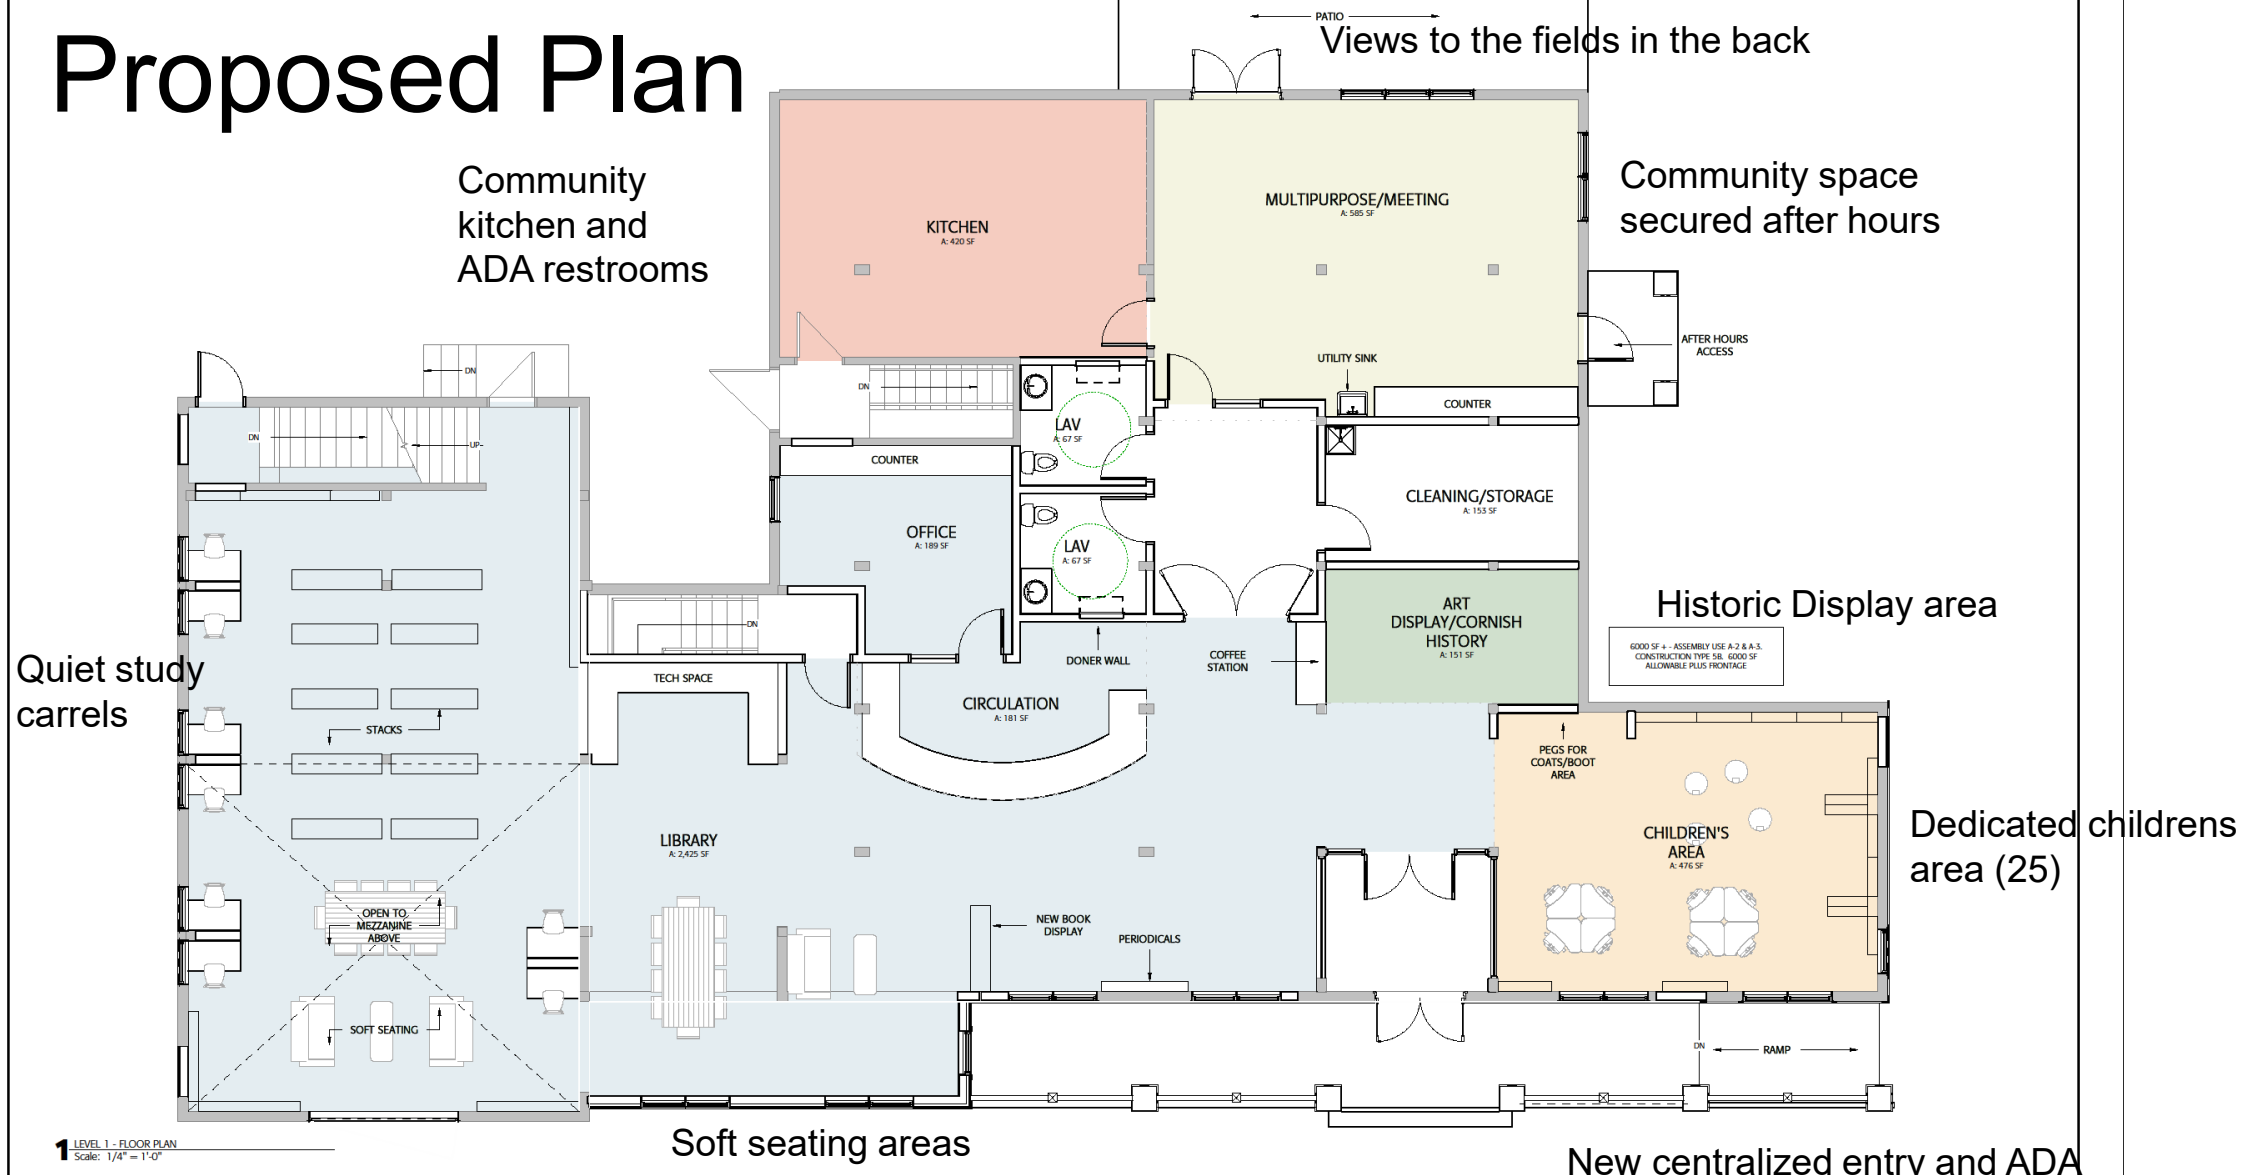 PATIO
Views to the fields in the back
Proposed Plan
Community
kitchen and
ADA restrooms
KITCHEN
A: 420 SF
MULTIPURPOSE/MEETING
A: 585 SF
Community space
secured after hours
AFTER HOURS
ACCESS
UTILITY SINK
COUNTER
DN
DN
DN
UP
LAV
A: 67 SF
COUNTER
OFFICE
A: 189 SF
LAV
A: 67 SF
CLEANING/STORAGE
A: 153 SF
ART
DISPLAY/CORNISH
HISTORY
A: 151 SF
Historic Display area
6000 SF + - ASSEMBLY USE A-2 & A-3.
CONSTRUCTION TYPE 5B. 6000 SF
ALLOWABLE PLUS FRONTAGE
DN
DONER WALL
COFFEE
STATION
Quiet study
carrels
TECH SPACE
CIRCULATION
A: 181 SF
STACKS
PEGS FOR
COATS/BOOT
AREA
LIBRARY
A: 2,425 SF
CHILDREN'S
AREA
A: 476 SF
Dedicated childrens
area (25)
OPEN TO
MEZZANINE
ABOVE
NEW BOOK
DISPLAY
PERIODICALS
SOFT SEATING
DN
RAMP
Soft seating areas
1 LEVEL 1 - FLOOR PLAN
Scale: 1/4" = 1'-0"
New centralized entry and ADA